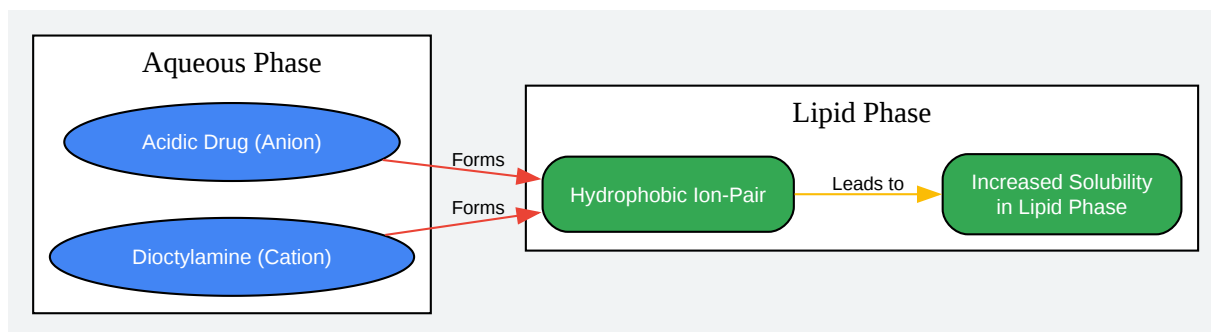 Aqueous Phase
Acidic Drug (Anion)
Dioctylamine (Cation)
Forms
Forms
Lipid Phase
Hydrophobic Ion-Pair
Leads to
Increased Solubility
in Lipid Phase